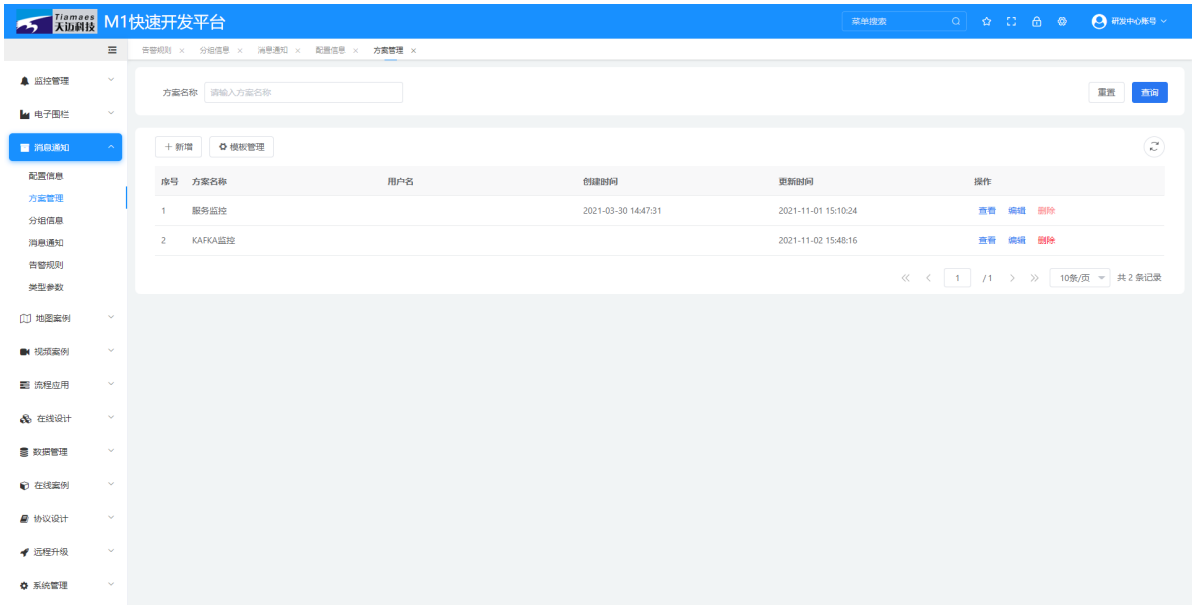 Tiamaes
天迈科技
M1快速开发平台
菜单搜索
研发中心账号
告警规则 × 分组信息 × 消息通知 × 配置信息 × 方案管理 ×
监控管理
电子围栏
消息通知
配置信息
方案管理
分组信息
消息通知
告警规则
类型参数
地图案例
视频案例
流程应用
在线设计
数据管理
在线案例
协议设计
远程升级
系统管理
方案名称 请输入方案名称 重置 查询
+ 新增 模板管理
序号 方案名称 用户名 创建时间 更新时间 操作
1 服务监控 2021-03-30 14:47:31 2021-11-01 15:10:24 查看 编辑 删除
2 KAFKA监控 2021-11-02 15:48:16 查看 编辑 删除
1 /1 10条/页 共 2 条记录